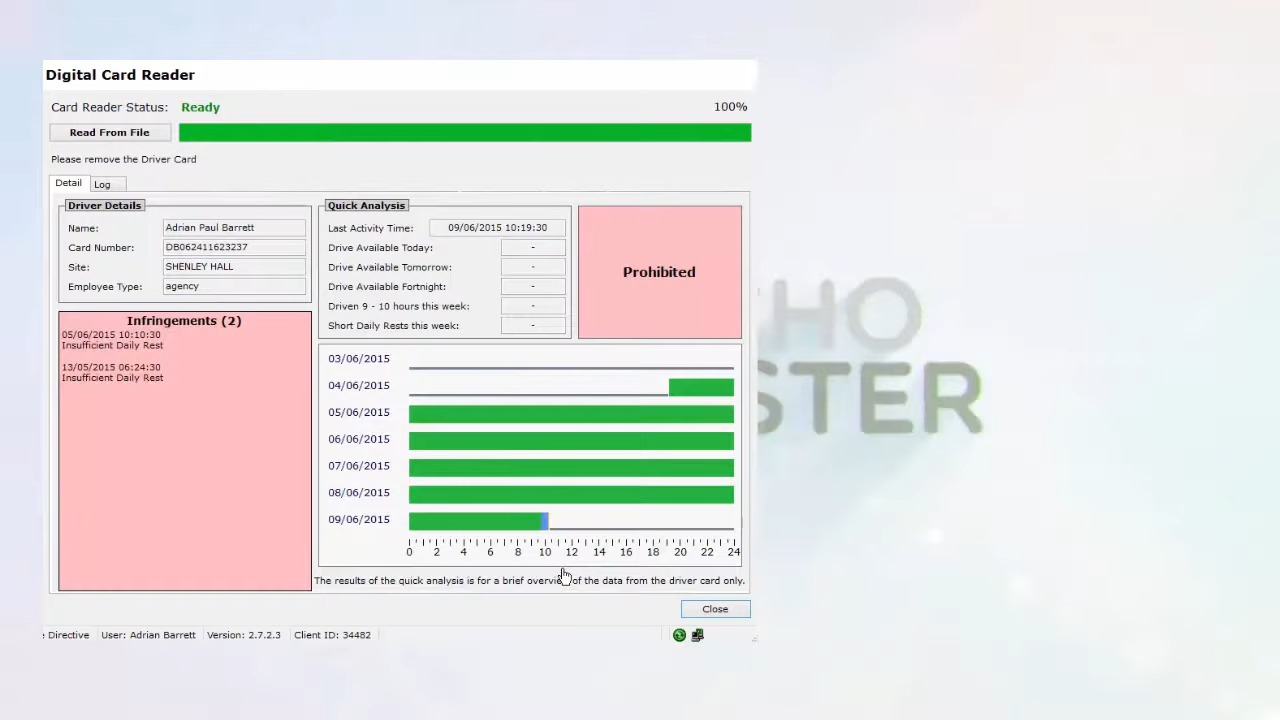 Digital Card Reader
Card Reader Status: Ready 100%
Read From File
Please remove the Driver Card
Detail Log
Driver Details
Name: Adrian Paul Barrett
Card Number: DB062411623237
Site: SHENLEY HALL
Employee Type: agency
Quick Analysis
Last Activity Time: 09/06/2015 10:19:30
Drive Available Today: -
Drive Available Tomorrow: -
Drive Available Fortnight: -
Driven 9 - 10 hours this week: -
Short Daily Rests this week: -
Prohibited
Infringements (2)
05/06/2015 10:10:30
Insufficient Daily Rest
13/05/2015 06:24:30
Insufficient Daily Rest
03/06/2015
04/06/2015
05/06/2015
06/06/2015
07/06/2015
08/06/2015
09/06/2015
0 2 4 6 8 10 12 14 16 18 20 22 24
The results of the quick analysis is for a brief overview of the data from the driver card only.
Close
e Directive User: Adrian Barrett Version: 2.7.2.3 Client ID: 34482
HO
STER